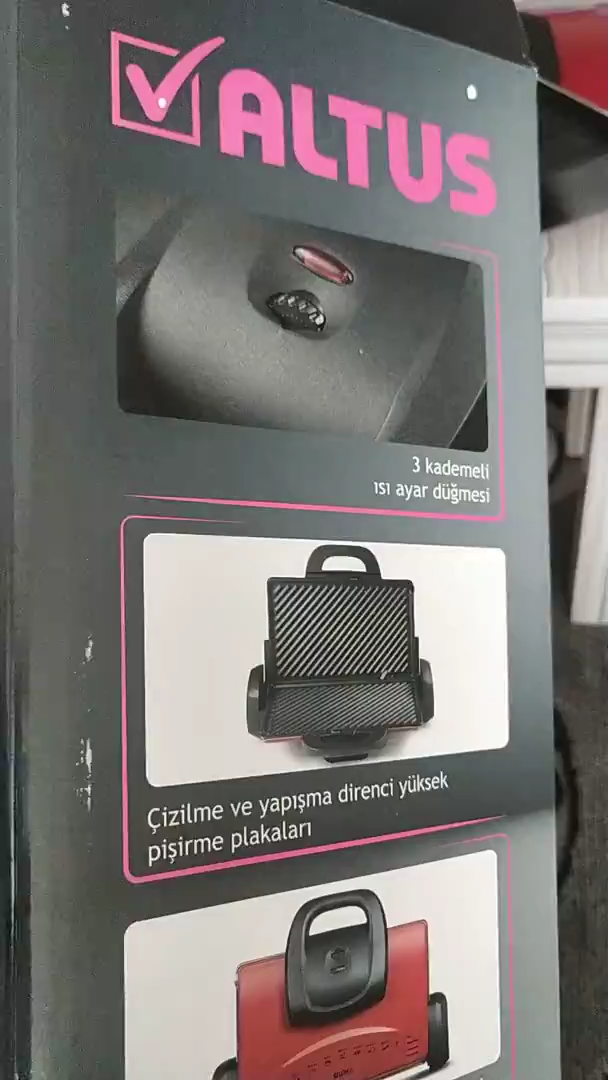 ALTUS
3 kademeli
ısı ayar düğmesi
Çizilme ve yapışma direnci yüksek
pişirme plakaları